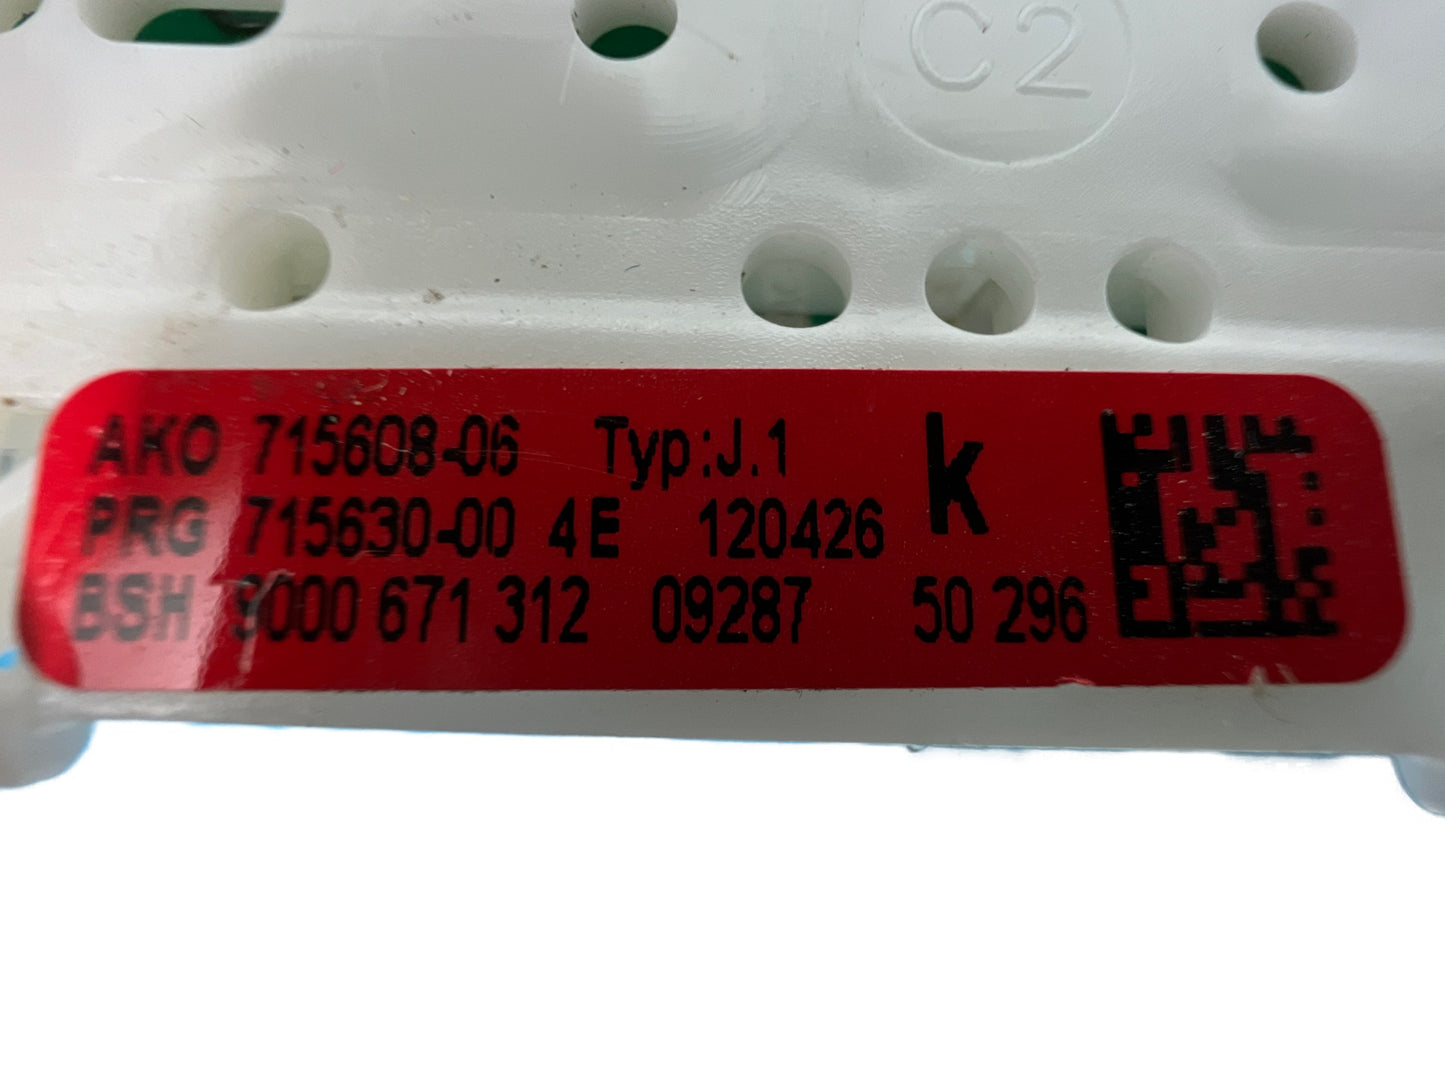 C2
AKO 715608-06 Typ:J.1 k
PRG 715630-00 4E 120426
BSH 9000 671 312 09287 50 296